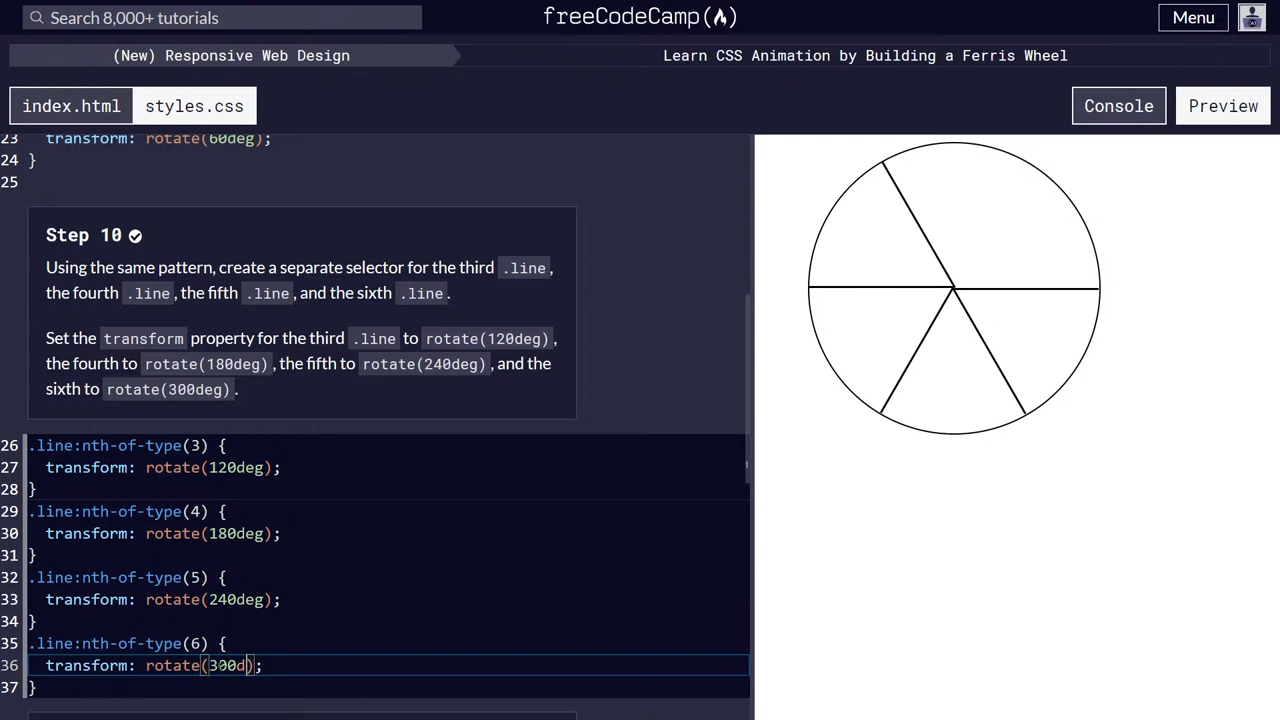 Search 8,000+ tutorials
freeCodeCamp
Menu
(New) Responsive Web Design
Learn CSS Animation by Building a Ferris Wheel
index.html
styles.css
Console
Preview
23 transform: rotate(60deg);
24 }
25
Step 10
Using the same pattern, create a separate selector for the third .line,
the fourth .line, the fifth .line, and the sixth .line.
Set the transform property for the third .line to rotate(120deg),
the fourth to rotate(180deg), the fifth to rotate(240deg), and the
sixth to rotate(300deg).
26 .line:nth-of-type(3) {
27 transform: rotate(120deg);
28 }
29 .line:nth-of-type(4) {
30 transform: rotate(180deg);
31 }
32 .line:nth-of-type(5) {
33 transform: rotate(240deg);
34 }
35 .line:nth-of-type(6) {
36 transform: rotate(300d);
37 }